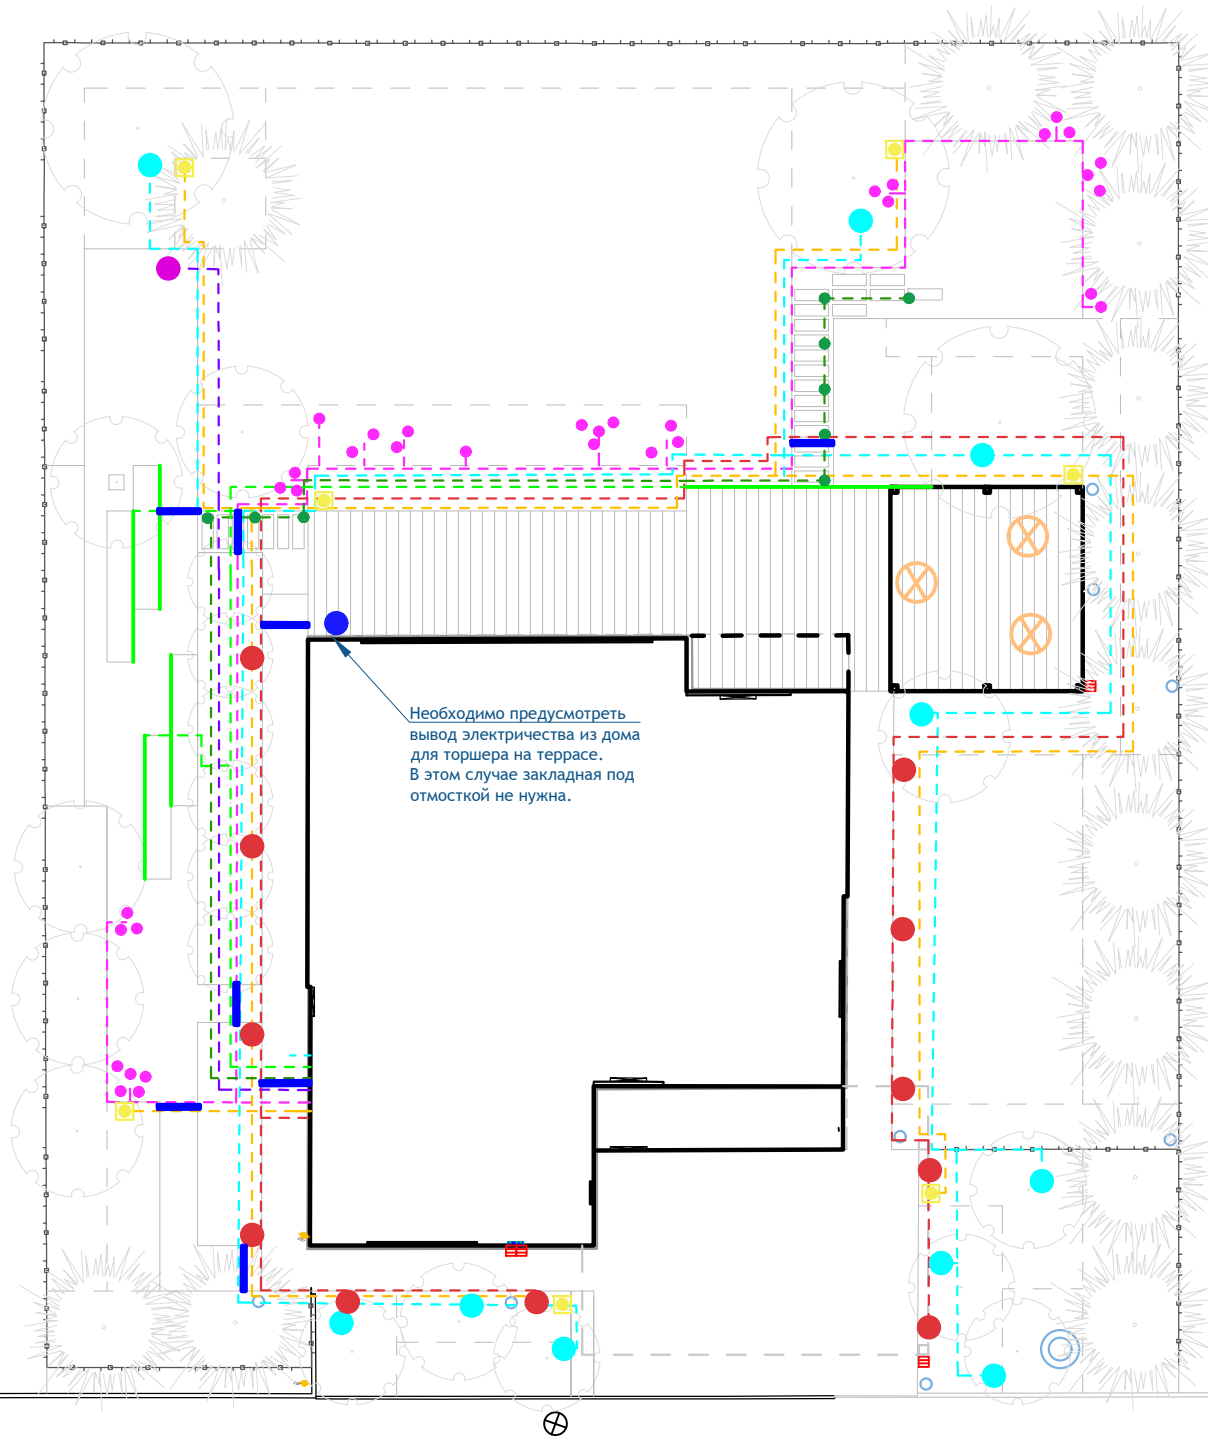 Необходимо предусмотреть
вывод электричества из дома
для торшера на террасе.
В этом случае закладная под
отмосткой не нужна.